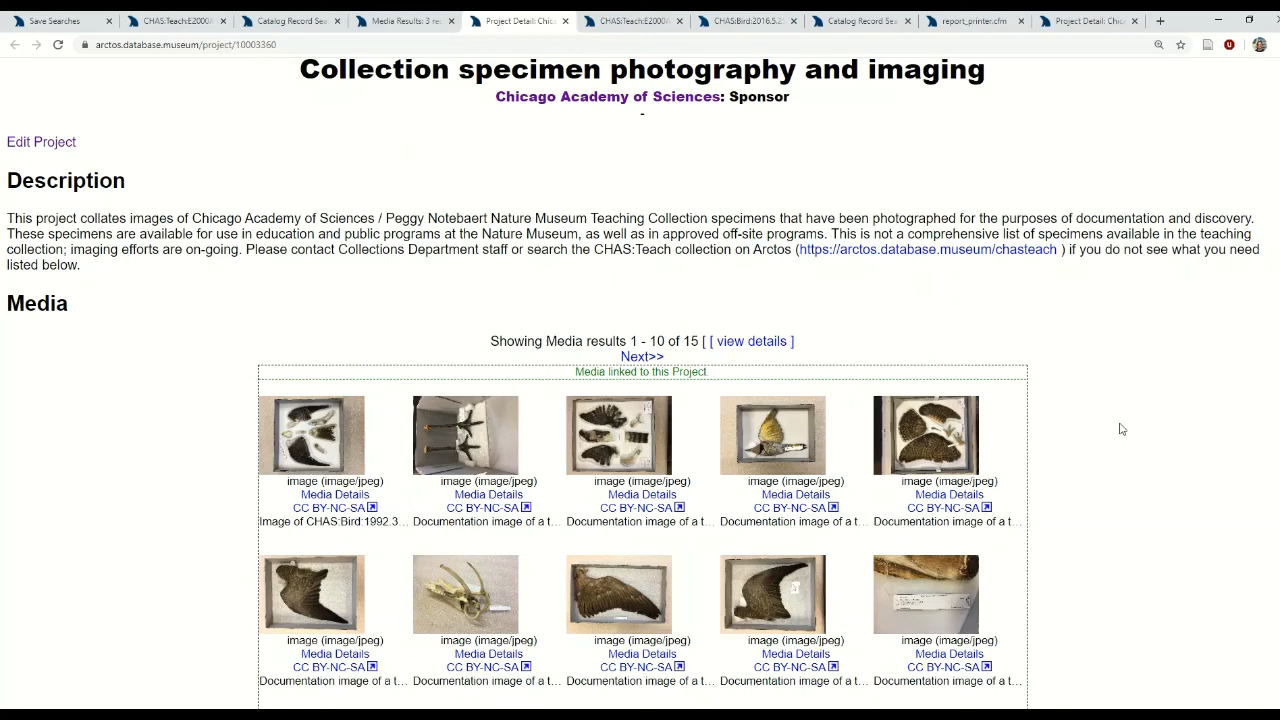 Save Searches
CHAS:Teach:E2000
Catalog Record Sea
Media Results: 3 re
Project Detail: Chic
CHAS:Teach:E2000
CHAS:Bird:2016.5.2
Catalog Record Sea
report_printer.cfm
Project Detail: Chic
arctos.database.museum/project/10003360
Collection specimen photography and imaging
Chicago Academy of Sciences: Sponsor
-
Edit Project
Description
This project collates images of Chicago Academy of Sciences / Peggy Notebaert Nature Museum Teaching Collection specimens that have been photographed for the purposes of documentation and discovery.
These specimens are available for use in education and public programs at the Nature Museum, as well as in approved off-site programs. This is not a comprehensive list of specimens available in the teaching
collection; imaging efforts are on-going. Please contact Collections Department staff or search the CHAS:Teach collection on Arctos (https://arctos.database.museum/chasteach ) if you do not see what you need
listed below.
Media
Showing Media results 1 - 10 of 15 [ [ view details ]
Next>>
Media linked to this Project.
image (image/jpeg) image (image/jpeg) image (image/jpeg) image (image/jpeg) image (image/jpeg)
Media Details Media Details Media Details Media Details Media Details
CC BY-NC-SA CC BY-NC-SA CC BY-NC-SA CC BY-NC-SA CC BY-NC-SA
Image of CHAS:Bird:1992.3... Documentation image of a t... Documentation image of a t... Documentation image of a t... Documentation image of a t...
image (image/jpeg) image (image/jpeg) image (image/jpeg) image (image/jpeg) image (image/jpeg)
Media Details Media Details Media Details Media Details Media Details
CC BY-NC-SA CC BY-NC-SA CC BY-NC-SA CC BY-NC-SA CC BY-NC-SA
Documentation image of a t... Documentation image of a t... Documentation image of a t... Documentation image of a t... Documentation image of a t...